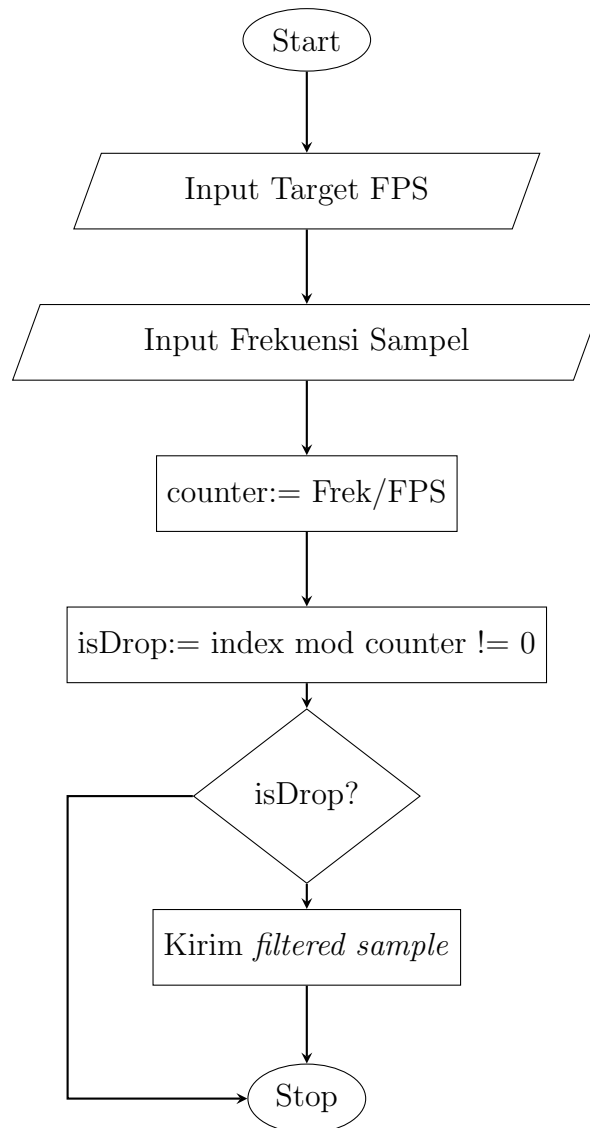 Start
Input Target FPS
Input Frekuensi Sampel
counter:= Frek/FPS
isDrop:= index mod counter != 0
isDrop?
Kirim filtered sample
Stop